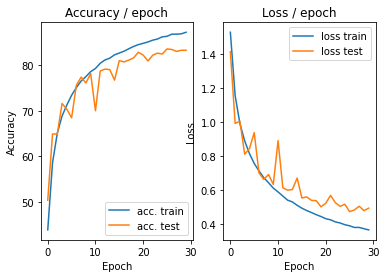 Accuracy / epoch
80
70
60
50
Accuracy
0
10
20
30
Epoch
acc. train
acc. test
Loss / epoch
1.4
1.2
1.0
0.8
0.6
0.4
Loss
0
10
20
30
Epoch
loss train
loss test